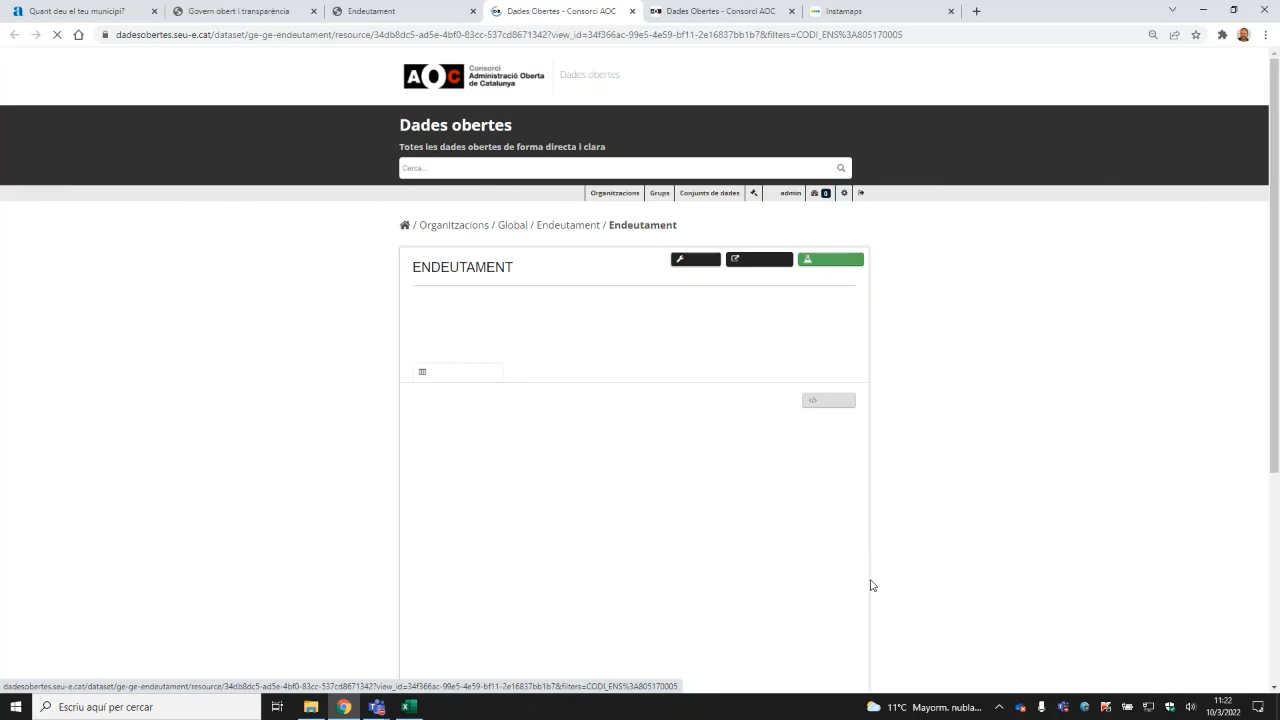 Quant deu el teu municipi?
Govern obert i transparència
Endeutament
Dades Obertes - Consorci AOC
Dades Obertes - Consorci AOC
Instamaps
dadesobertes.seu-e.cat/dataset/ge-ge-endeutament/resource/34db8dc5-ad5e-4bf0-83cc-537cd8671342?view_id=34f366ac-99e5-4e59-bf11-2e16837bb1b7&filters=CODI_ENS%3A805170005
AOC Consorci Administració Oberta de Catalunya
Dades obertes
Dades obertes
Totes les dades obertes de forma directa i clara
Cerca...
Organitzacions Grups Conjunts de dades admin 0
/ Organitzacions / Global / Endeutament / Endeutament
ENDEUTAMENT
dadesobertes.seu-e.cat/dataset/ge-ge-endeutament/resource/34db8dc5-ad5e-4bf0-83cc-537cd8671342?view_id=34f366ac-99e5-4e59-bf11-2e16837bb1b7&filters=CODI_ENS%3A805170005
Escriu aquí per cercar
11°C Mayorm. nubla...
11:22
10/3/2022